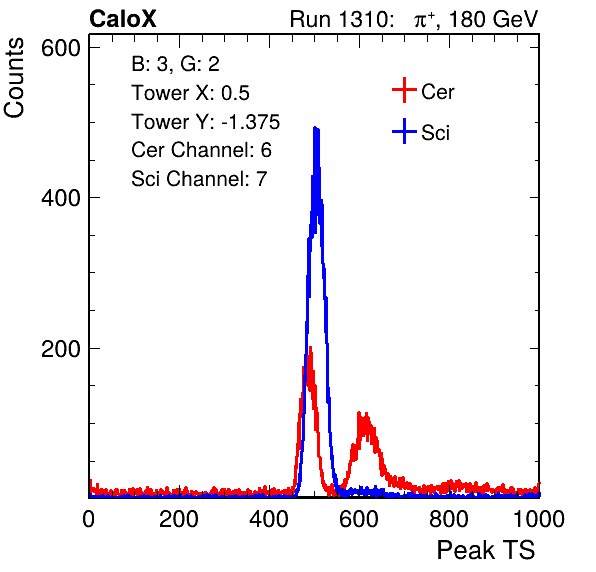 CaloX Run 1310: π⁺, 180 GeV
Counts
600
400
200
B: 3, G: 2
Tower X: 0.5
Tower Y: -1.375
Cer Channel: 6
Sci Channel: 7
Cer
Sci
0 200 400 600 800 1000
Peak TS